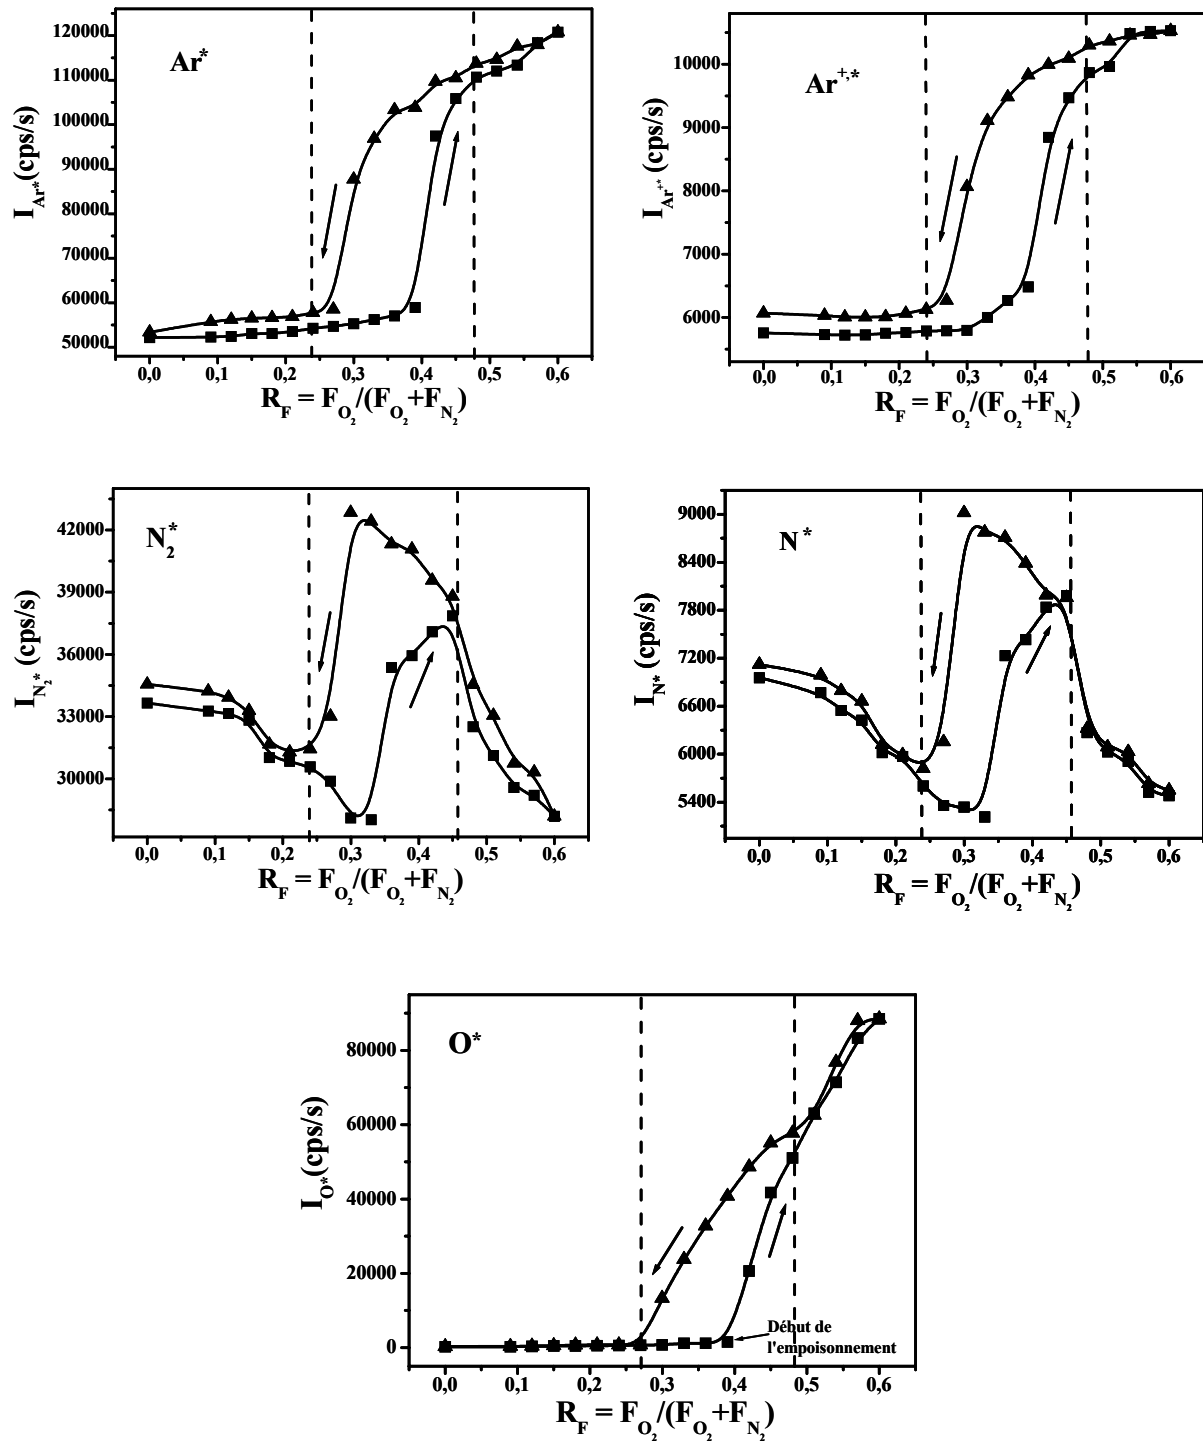 Ar*
I_Ar* (cps/s)
120000
110000
100000
90000
80000
70000
60000
50000
0,0 0,1 0,2 0,3 0,4 0,5 0,6
R_F = F_O₂/(F_O₂+F_N₂)
Ar⁺,*
I_Ar⁺* (cps/s)
10000
9000
8000
7000
6000
0,0 0,1 0,2 0,3 0,4 0,5 0,6
R_F = F_O₂/(F_O₂+F_N₂)
N₂*
I_N₂* (cps/s)
42000
39000
36000
33000
30000
0,0 0,1 0,2 0,3 0,4 0,5 0,6
R_F = F_O₂/(F_O₂+F_N₂)
N*
I_N* (cps/s)
9000
8400
7800
7200
6600
6000
5400
0,0 0,1 0,2 0,3 0,4 0,5 0,6
R_F = F_O₂/(F_O₂+F_N₂)
O*
I_O* (cps/s)
80000
60000
40000
20000
0
Début de
l'empoisonnement
0,0 0,1 0,2 0,3 0,4 0,5 0,6
R_F = F_O₂/(F_O₂+F_N₂)